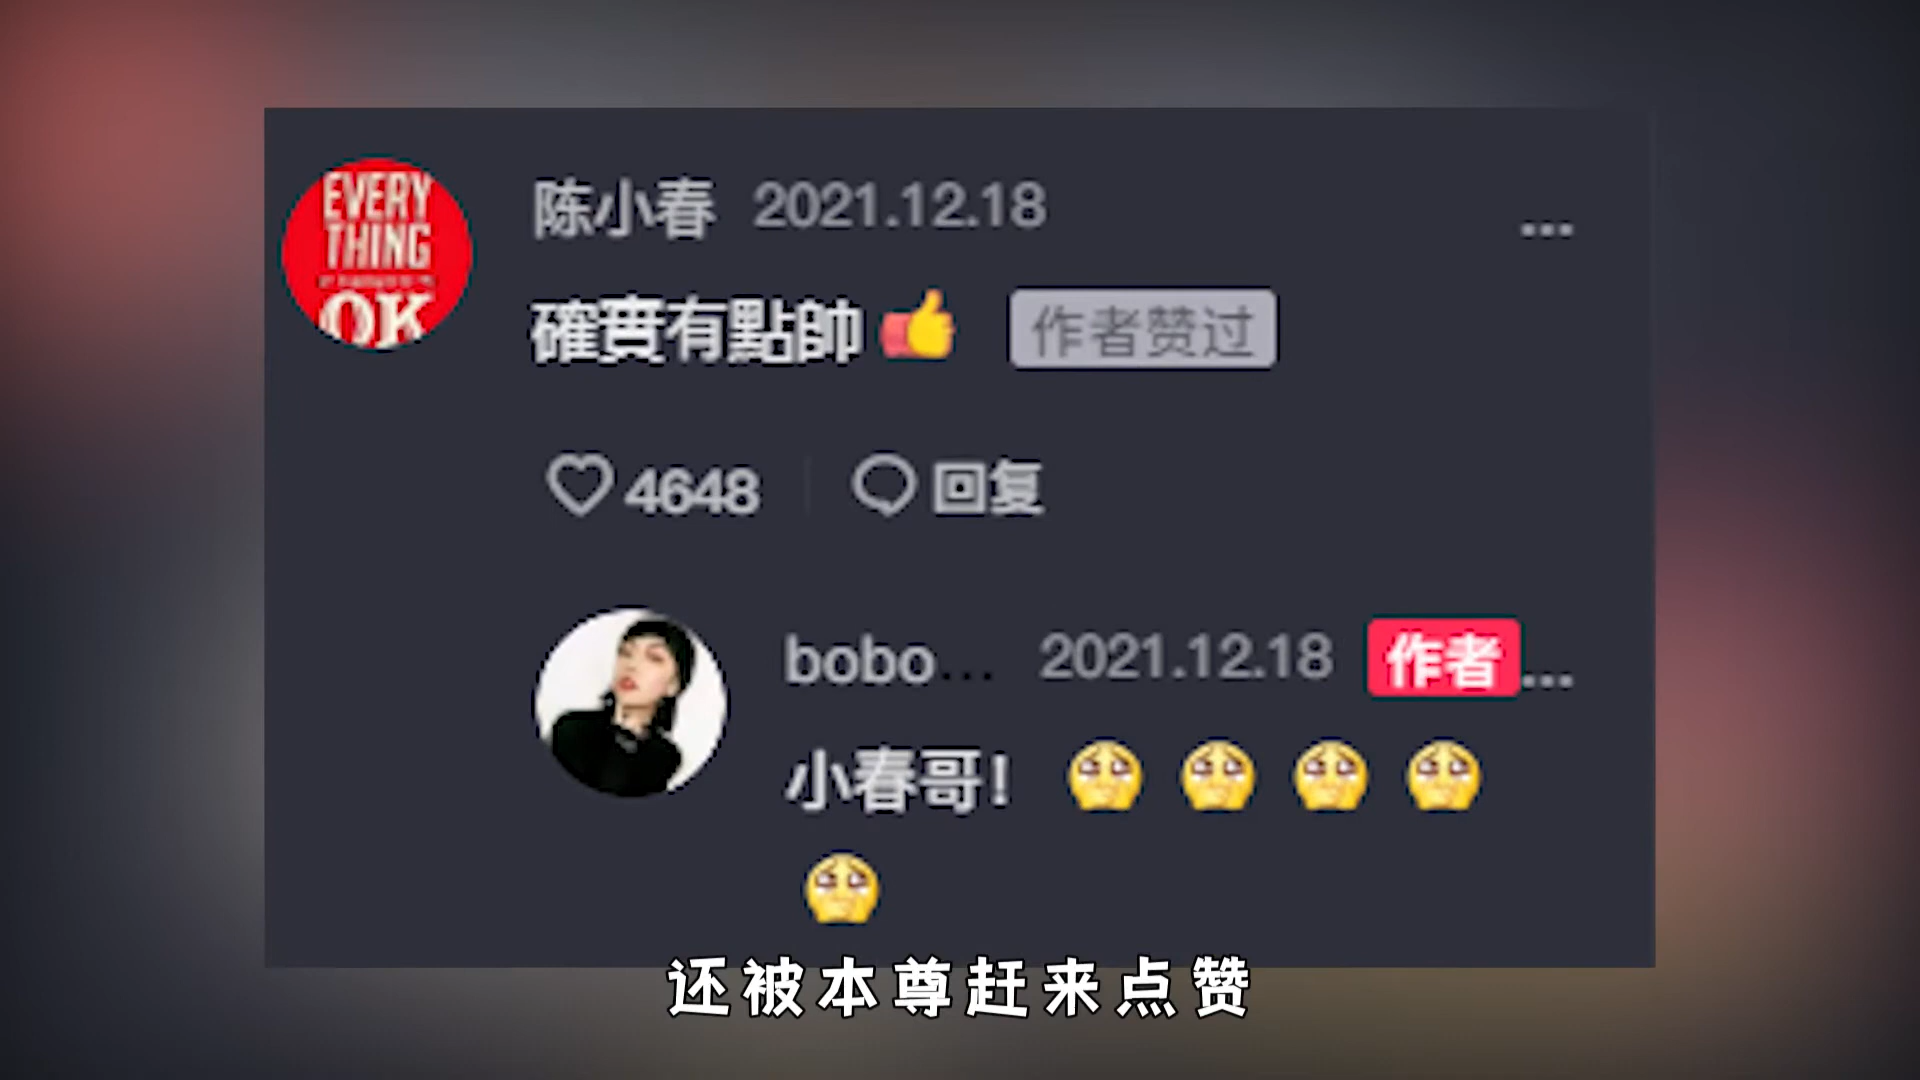 EVERY
THING
OK
陈小春 2021.12.18 ...
確實有點帥 作者赞过
4648 回复
bobo... 2021.12.18 作者 ...
小春哥!
还被本尊赶来点赞